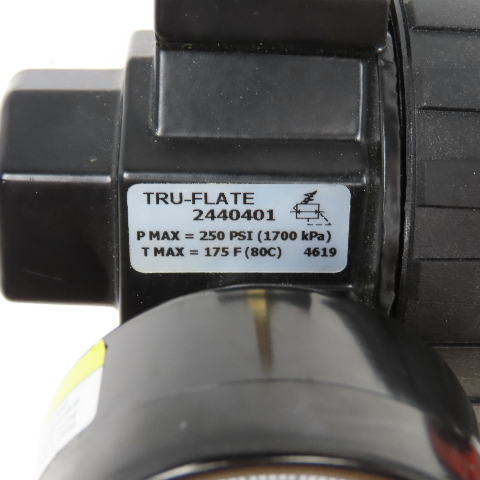 TRU-FLATE
2440401
P MAX = 250 PSI (1700 kPa)
T MAX = 175 F (80C) 4619